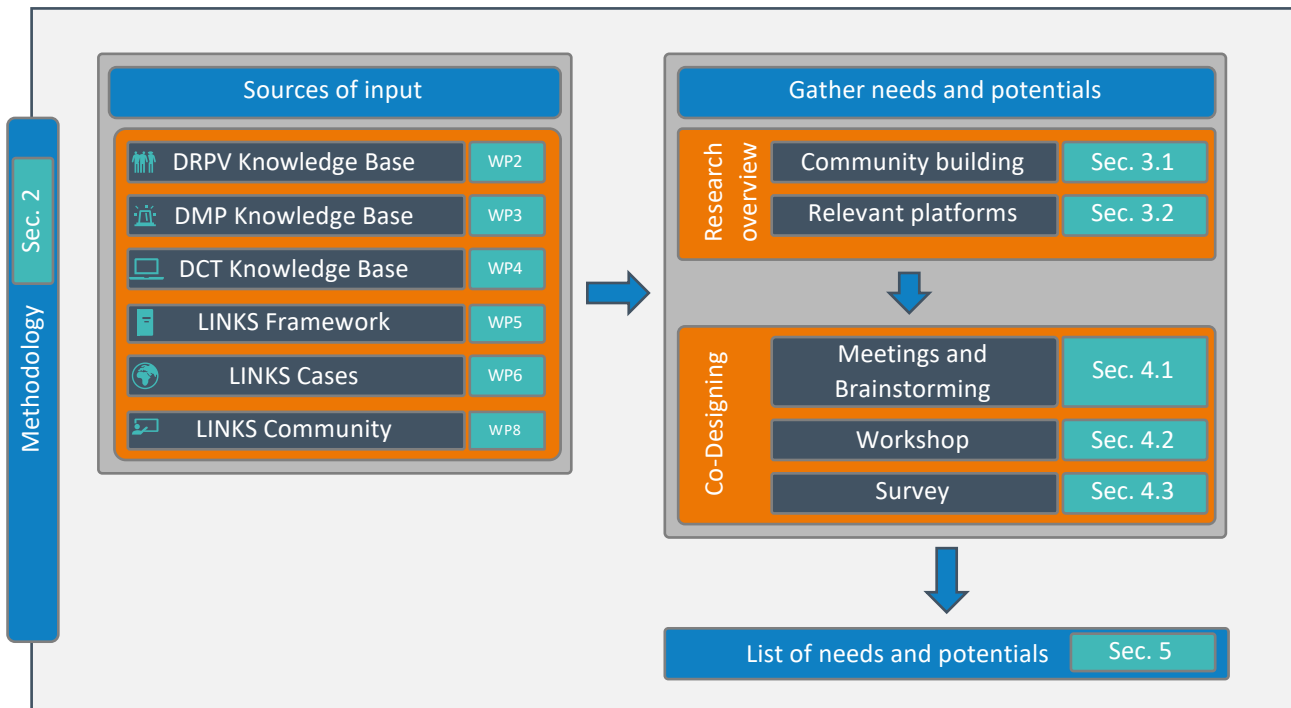 Methodology
Sec. 2
Sources of input
DRPV Knowledge Base
WP2
DMP Knowledge Base
WP3
DCT Knowledge Base
WP4
LINKS Framework
WP5
LINKS Cases
WP6
LINKS Community
WP8
Gather needs and potentials
Research
overview
Community building
Sec. 3.1
Relevant platforms
Sec. 3.2
Co-Designing
Meetings and
Brainstorming
Sec. 4.1
Workshop
Sec. 4.2
Survey
Sec. 4.3
List of needs and potentials
Sec. 5